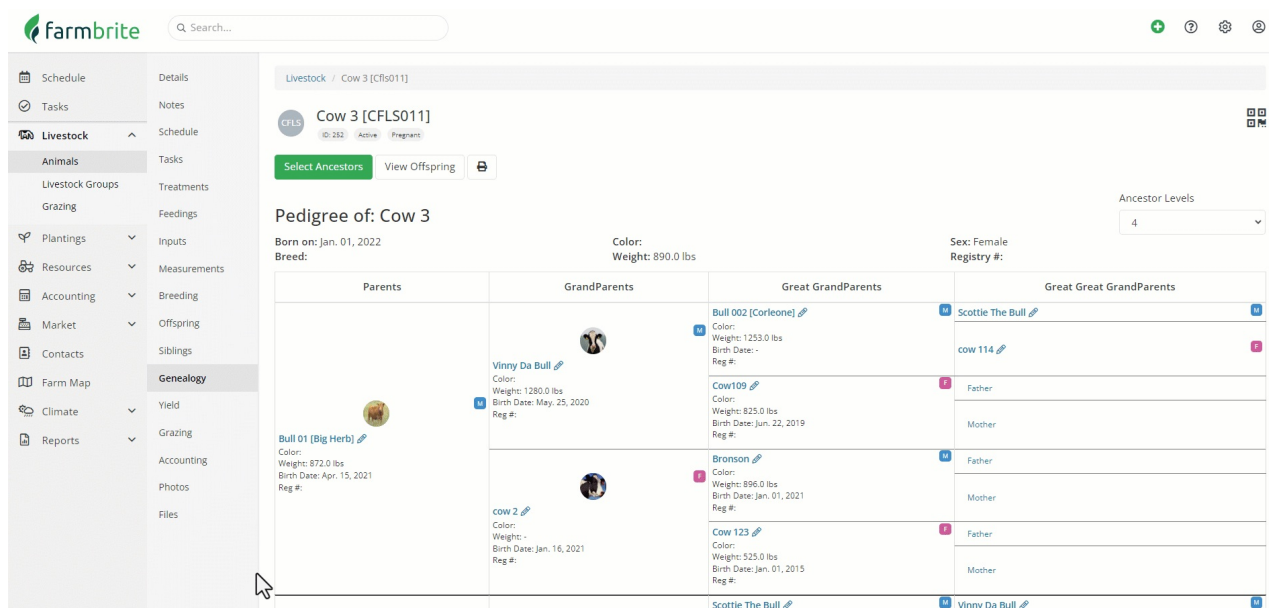 farmbrite
Search...
Schedule
Tasks
Livestock
Animals
Livestock Groups
Grazing
Plantings
Resources
Accounting
Market
Contacts
Farm Map
Climate
Reports
Details
Notes
Schedule
Tasks
Treatments
Feedings
Inputs
Measurements
Breeding
Offspring
Siblings
Genealogy
Yield
Grazing
Accounting
Photos
Files
Livestock / Cow 3 [Cfls011]
CFLS
Cow 3 [CFLS011]
ID: 252 Active Pregnant
Select Ancestors View Offspring
Ancestor Levels
4
Pedigree of: Cow 3
Born on: Jan. 01, 2022 Color: Sex: Female
Breed: Weight: 890.0 lbs Registry #:
Parents GrandParents Great GrandParents Great Great GrandParents
M
Bull 01 [Big Herb]
Color:
Weight: 872.0 lbs
Birth Date: Apr. 15, 2021
Reg #:
M
Vinny Da Bull
Color:
Weight: 1280.0 lbs
Birth Date: May. 25, 2020
Reg #:
F
cow 2
Color:
Weight: -
Birth Date: Jan. 16, 2021
Reg #:
Bull 002 [Corleone] M
Color:
Weight: 1253.0 lbs
Birth Date: -
Reg #:
Cow109 F
Color:
Weight: 825.0 lbs
Birth Date: Jun. 22, 2019
Reg #:
Bronson M
Color:
Weight: 896.0 lbs
Birth Date: Jan. 01, 2021
Reg #:
Cow 123 F
Color:
Weight: 525.0 lbs
Birth Date: Jan. 01, 2015
Reg #:
Scottie The Bull M
Scottie The Bull M
cow 114 F
Father
Mother
Father
Mother
Father
Mother
Vinny Da Bull M